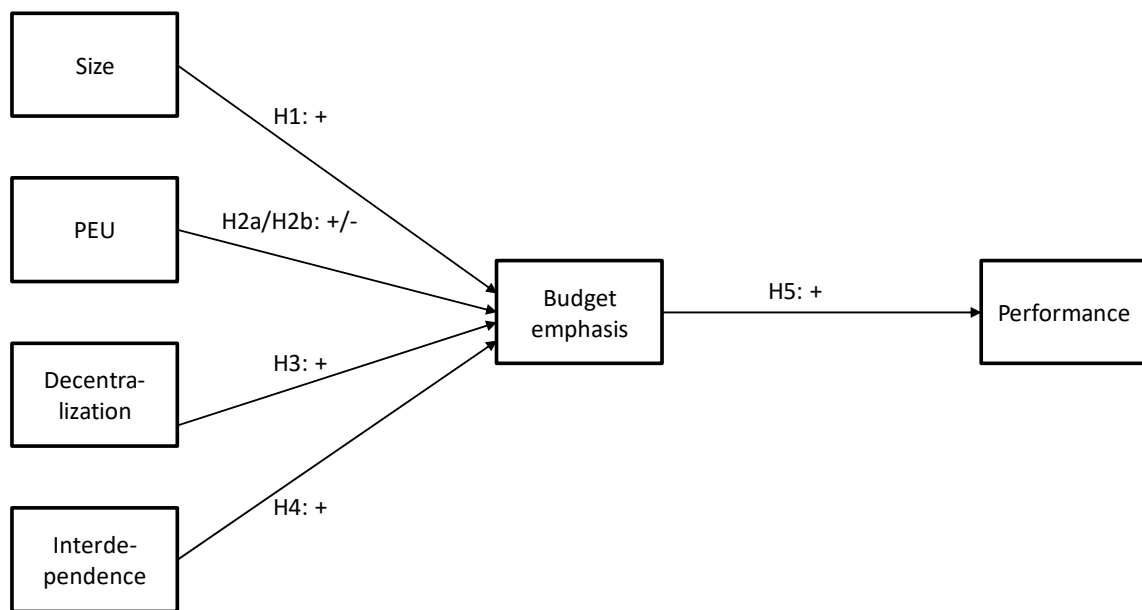 Size
H1: +
PEU
H2a/H2b: +/-
Budget
emphasis
H5: +
Performance
Decentra-
lization
H3: +
H4: +
Interde-
pendence